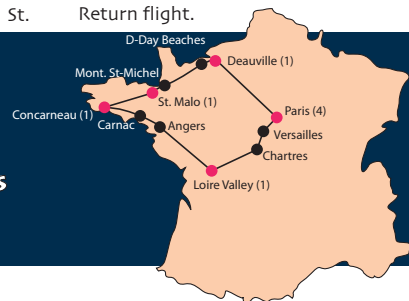 St. Return flight.
D-Day Beaches
Deauville (1)
Mont. St-Michel
St. Malo (1)
Concarneau (1)
Paris (4)
Carnac
Angers
Versailles
Chartres
Loire Valley (1)
s